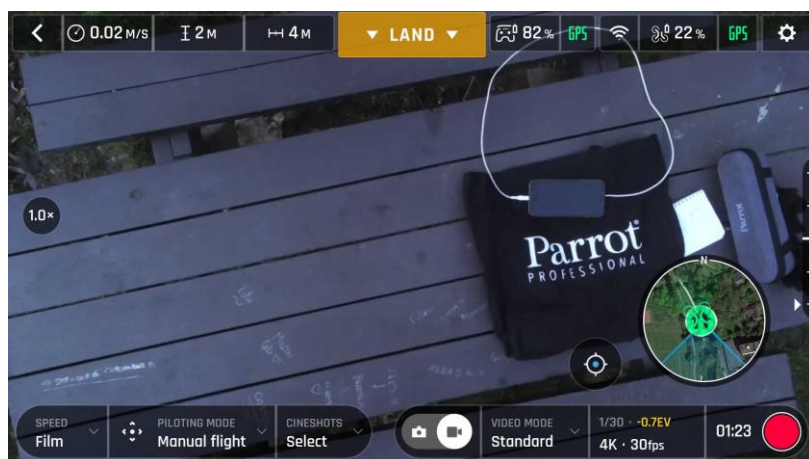 0.02 M/S
2 M
4 M
LAND
82 %
GPS
22 %
GPS
1.0×
Parrot
PROFESSIONAL
Parrot
N
SPEED
Film
PILOTING MODE
Manual flight
CINESHOTS
Select
VIDEO MODE
Standard
1/30 · -0.7EV
4K · 30fps
01:23